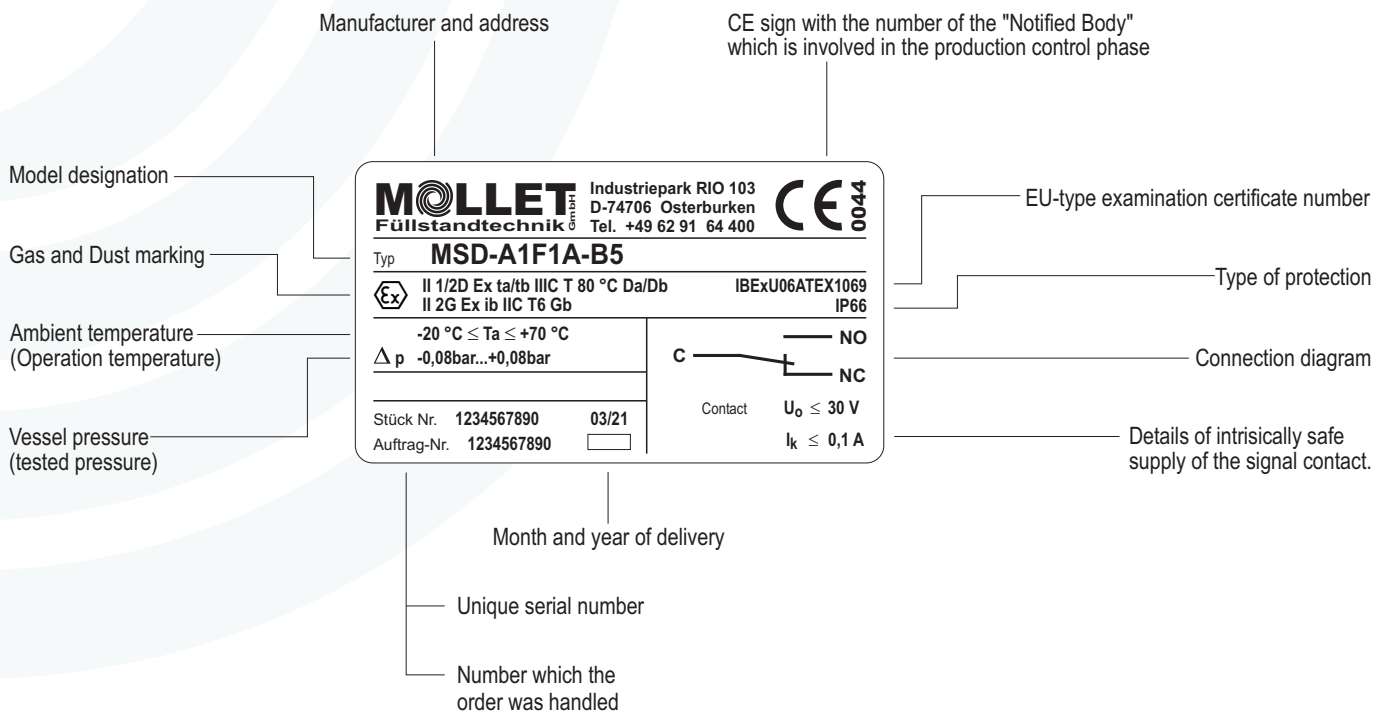 Manufacturer and address
CE sign with the number of the "Notified Body"
which is involved in the production control phase
Model designation
Gas and Dust marking
Ambient temperature
(Operation temperature)
Vessel pressure
(tested pressure)
MOLLET GmbH
Füllstandtechnik
Industriepark RIO 103
D-74706 Osterburken
Tel. +49 62 91 64 400
CE 0044
Typ MSD-A1F1A-B5
Ex II 1/2D Ex ta/tb IIIC T 80 °C Da/Db IBExU06ATEX1069
II 2G Ex ib IIC T6 Gb IP66
-20 °C ≤ Ta ≤ +70 °C
Δ p -0,08bar...+0,08bar
NO
C
NC
Contact U₀ ≤ 30 V
Iₖ ≤ 0,1 A
Stück Nr. 1234567890 03/21
Auftrag-Nr. 1234567890
EU-type examination certificate number
Type of protection
Connection diagram
Details of intrisically safe
supply of the signal contact.
Month and year of delivery
Unique serial number
Number which the
order was handled